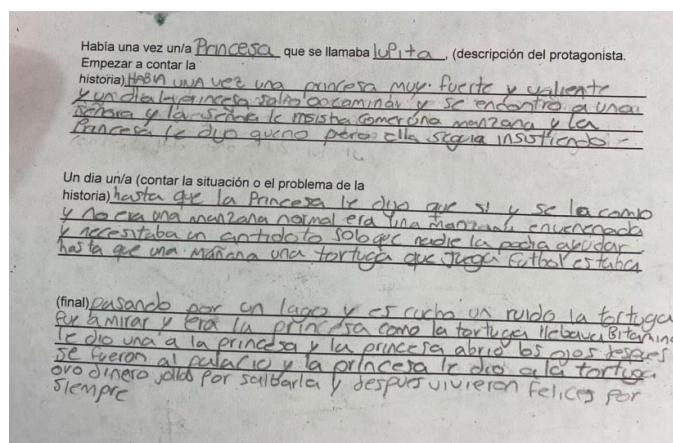 Había una vez un/a Princesa que se llamaba lupita, (descripción del protagonista.
Empezar a contar la
historia) HABIA UNA VEZ una princesa muy fuerte y valiente
y un dia la princesa salio a caminar y se encontro a una
señora y la señora le insistia comer una manzana y la
Princesa le dijo que no pero ella seguia insistiendo
Un dia un/a (contar la situación o el problema de la
historia) hasta que la Princesa le dijo que si y se la comio
y no era una manzana normal era una manzana envenenada
y necesitaba un antidoto solo que nadie la podia ayudar
hasta que una mañana una tortuga que juega Futbol estaba
(final) pasando por un lago y escucho un ruido la tortuga
fue a mirar y era la princesa como la tortuga llebava Bitamina
le dio una a la princesa y la princesa abrio los ojos despues
se fueron al palacio y la princesa le dio a la tortuga
oro dinero por salbarla y despues vivieron Felices por
siempre